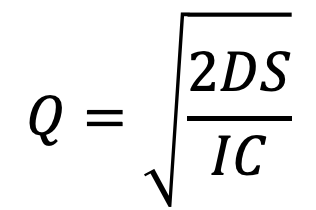 Q = √(2DS/IC)